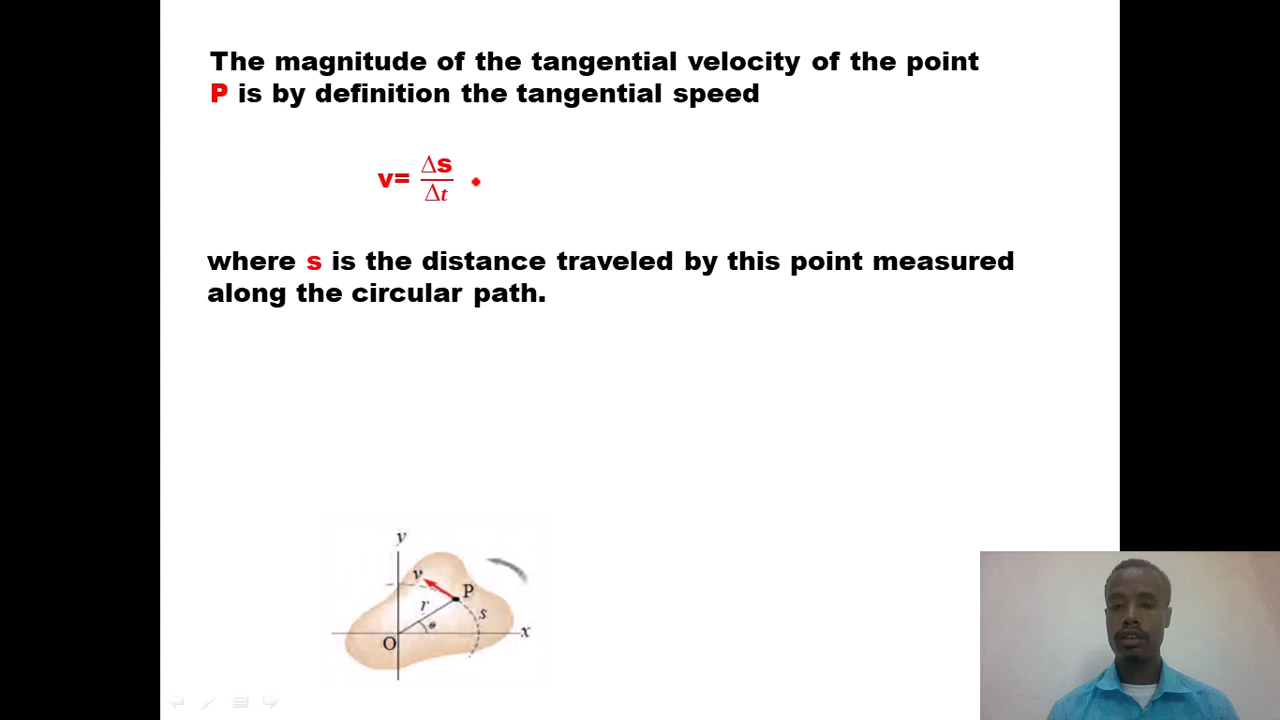 The magnitude of the tangential velocity of the point
P is by definition the tangential speed
v= Δs/Δt
where s is the distance traveled by this point measured
along the circular path.
y
v
P
r
s
θ
x
O